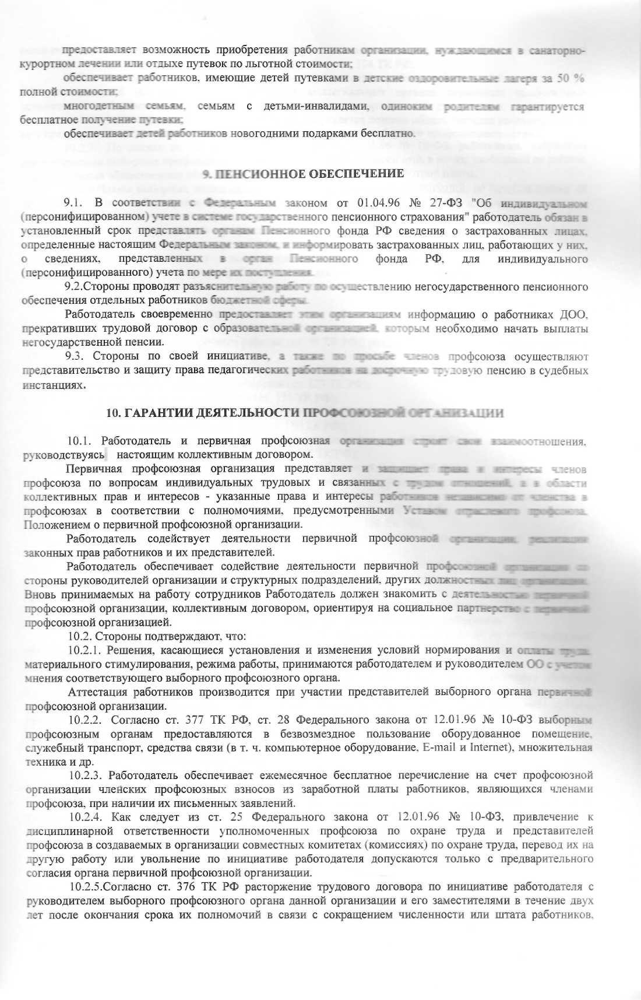 предоставляет возможность приобретения работникам организации, нуждающимся в санаторно-
курортном лечении или отдыхе путевок по льготной стоимости;
обеспечивает работников, имеющие детей путевками в детские оздоровительные лагеря за 50 %
полной стоимости;
многодетным семьям, семьям с детьми-инвалидами, одиноким родителям гарантируется
бесплатное получение путевки;
обеспечивает детей работников новогодними подарками бесплатно.
9. ПЕНСИОННОЕ ОБЕСПЕЧЕНИЕ
9.1. В соответствии с Федеральным законом от 01.04.96 № 27-ФЗ "Об индивидуальном
(персонифицированном) учете в системе государственного пенсионного страхования" работодатель обязан в
установленный срок представлять органам Пенсионного фонда РФ сведения о застрахованных лицах,
определенные настоящим Федеральным законом, и информировать застрахованных лиц, работающих у них,
о сведениях, представленных в орган Пенсионного фонда РФ, для индивидуального
(персонифицированного) учета по мере их поступления.
9.2.Стороны проводят разъяснительную работу по осуществлению негосударственного пенсионного
обеспечения отдельных работников бюджетной сферы.
Работодатель своевременно предоставляет этим организациям информацию о работниках ДОО,
прекративших трудовой договор с образовательной организацией, которым необходимо начать выплаты
негосударственной пенсии.
9.3. Стороны по своей инициативе, а также по просьбе членов профсоюза осуществляют
представительство и защиту права педагогических работников на досрочную трудовую пенсию в судебных
инстанциях.
10. ГАРАНТИИ ДЕЯТЕЛЬНОСТИ ПРОФСОЮЗНОЙ ОРГАНИЗАЦИИ
10.1. Работодатель и первичная профсоюзная организация строят свои взаимоотношения,
руководствуясь настоящим коллективным договором.
Первичная профсоюзная организация представляет и защищает права и интересы членов
профсоюза по вопросам индивидуальных трудовых и связанных с трудом отношений, а в области
коллективных прав и интересов - указанные права и интересы работников независимо от членства в
профсоюзах в соответствии с полномочиями, предусмотренными Уставом отраслевого профсоюза,
Положением о первичной профсоюзной организации.
Работодатель содействует деятельности первичной профсоюзной организации, реализации
законных прав работников и их представителей.
Работодатель обеспечивает содействие деятельности первичной профсоюзной организации со
стороны руководителей организации и структурных подразделений, других должностных лиц организации.
Вновь принимаемых на работу сотрудников Работодатель должен знакомить с деятельностью первичной
профсоюзной организации, коллективным договором, ориентируя на социальное партнерство с первичной
профсоюзной организацией.
10.2. Стороны подтверждают, что:
10.2.1. Решения, касающиеся установления и изменения условий нормирования и оплаты труда,
материального стимулирования, режима работы, принимаются работодателем и руководителем ОО с учетом
мнения соответствующего выборного профсоюзного органа.
Аттестация работников производится при участии представителей выборного органа первичной
профсоюзной организации.
10.2.2. Согласно ст. 377 ТК РФ, ст. 28 Федерального закона от 12.01.96 № 10-ФЗ выборным
профсоюзным органам предоставляются в безвозмездное пользование оборудованное помещение,
служебный транспорт, средства связи (в т. ч. компьютерное оборудование, E-mail и Internet), множительная
техника и др.
10.2.3. Работодатель обеспечивает ежемесячное бесплатное перечисление на счет профсоюзной
организации членских профсоюзных взносов из заработной платы работников, являющихся членами
профсоюза, при наличии их письменных заявлений.
10.2.4. Как следует из ст. 25 Федерального закона от 12.01.96 № 10-ФЗ, привлечение к
дисциплинарной ответственности уполномоченных профсоюза по охране труда и представителей
профсоюза в создаваемых в организации совместных комитетах (комиссиях) по охране труда, перевод их на
другую работу или увольнение по инициативе работодателя допускаются только с предварительного
согласия органа первичной профсоюзной организации.
10.2.5.Согласно ст. 376 ТК РФ расторжение трудового договора по инициативе работодателя с
руководителем выборного профсоюзного органа данной организации и его заместителями в течение двух
лет после окончания срока их полномочий в связи с сокращением численности или штата работников,